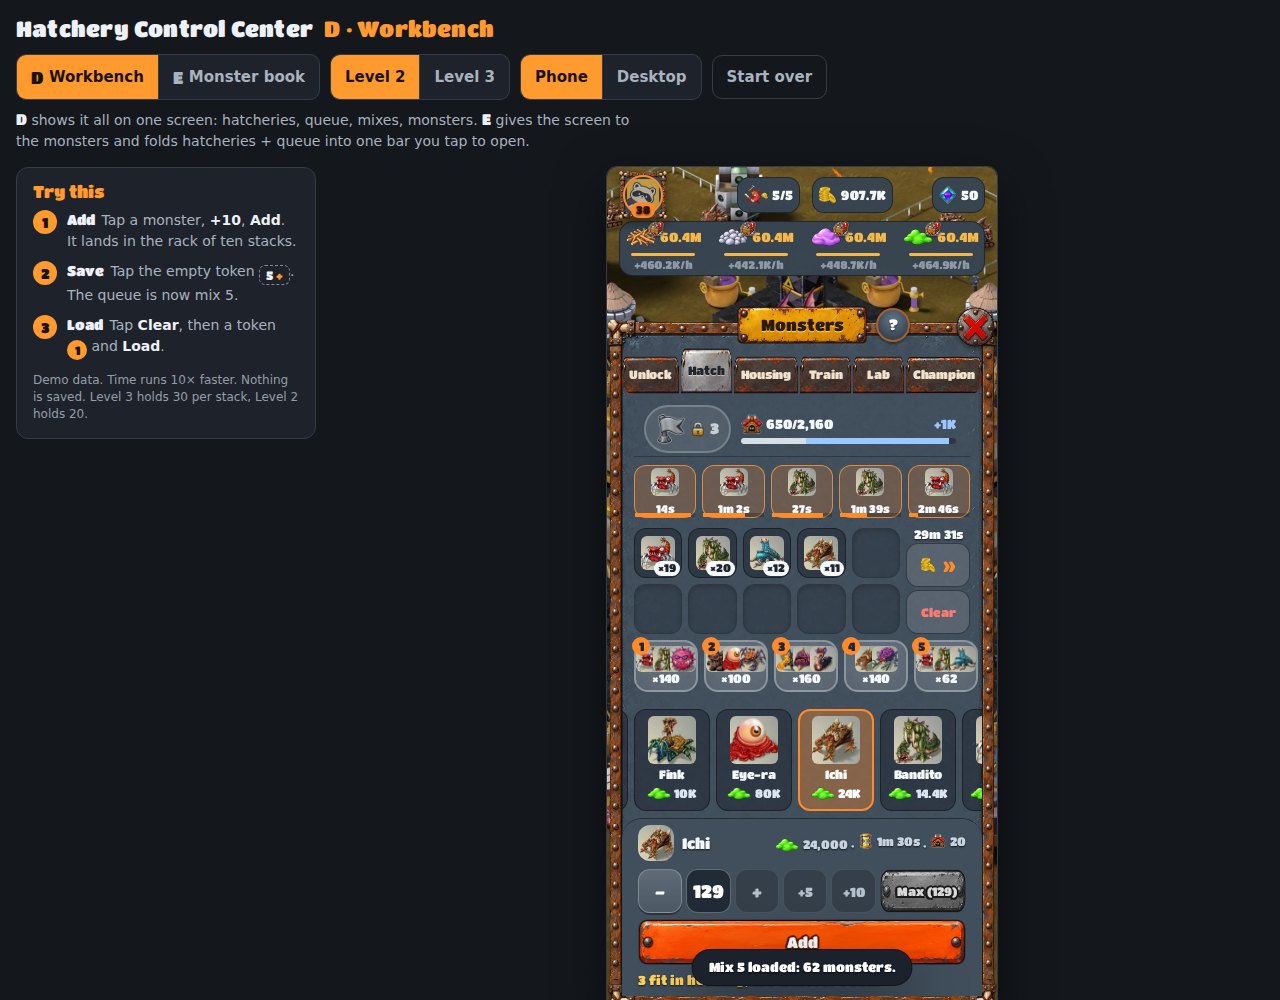 Hatchery Control Center D · Workbench
D Workbench E Monster book Level 2 Level 3 Phone Desktop Start over
D shows it all on one screen: hatcheries, queue, mixes, monsters. E gives the screen to
the monsters and folds hatcheries + queue into one bar you tap to open.
Try this
1 Add Tap a monster, +10, Add.
It lands in the rack of ten stacks.
2 Save Tap the empty token 5+.
The queue is now mix 5.
3 Load Tap Clear, then a token
1 and Load.
Demo data. Time runs 10× faster. Nothing
is saved. Level 3 holds 30 per stack, Level 2
holds 20.
30 5/5 907.7K 50
60.4M 60.4M 60.4M 60.4M
+460.2K/h +442.1K/h +448.7K/h +464.9K/h
Monsters ?
Unlock Hatch Housing Train Lab Champion
3 650/2,160 +1K
14s 1m 2s 27s 1m 39s 2m 46s
29m 31s
×19 ×20 ×12 ×11 »
Clear
1 2 3 4 5
×140 ×100 ×160 ×140 ×62
Fink Eye-ra Ichi Bandito
10K 80K 24K 14.4K
Ichi 24,000 · 1m 30s · 20
− 129 + +5 +10 Max (129)
Add
Mix 5 loaded: 62 monsters.
3 fit in